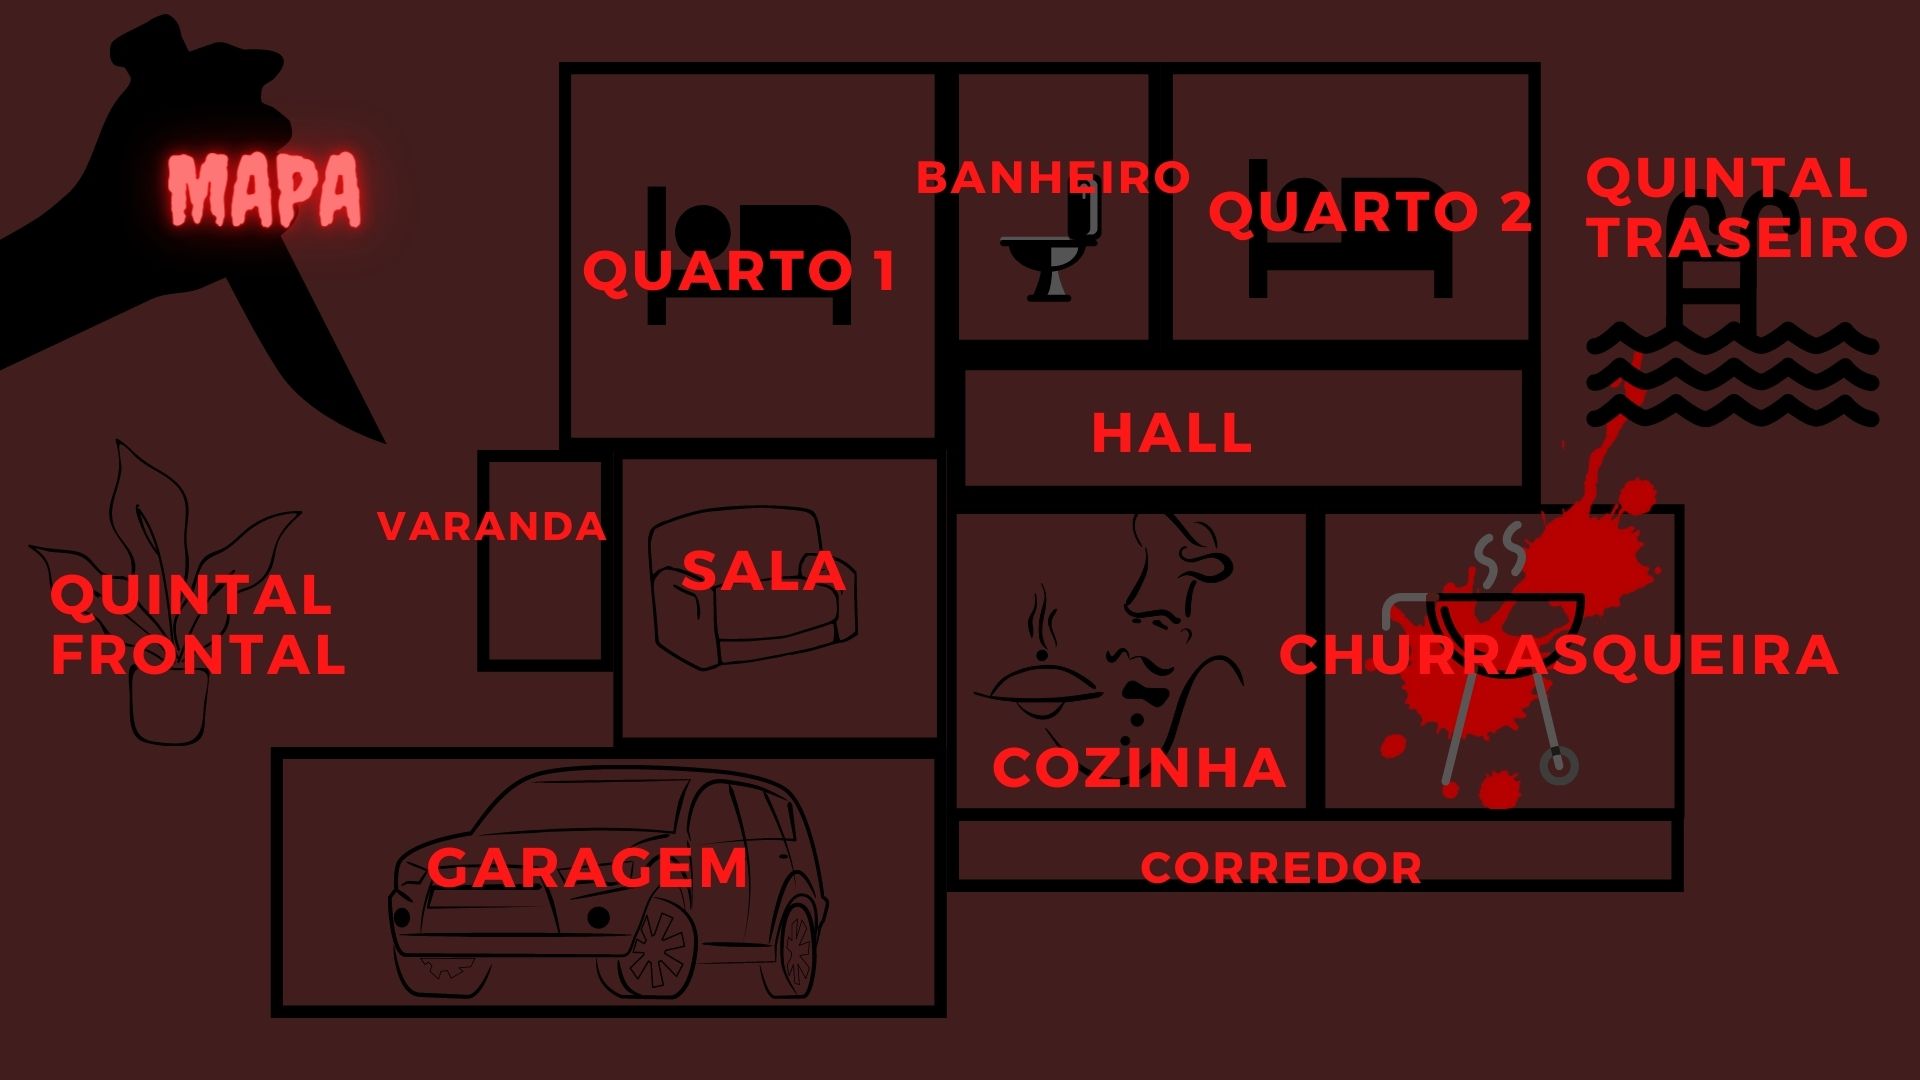 MAPA
BANHEIRO
QUARTO 1
QUARTO 2
QUINTAL
TRASEIRO
HALL
VARANDA
SALA
QUINTAL
FRONTAL
CHURRASQUEIRA
COZINHA
GARAGEM
CORREDOR